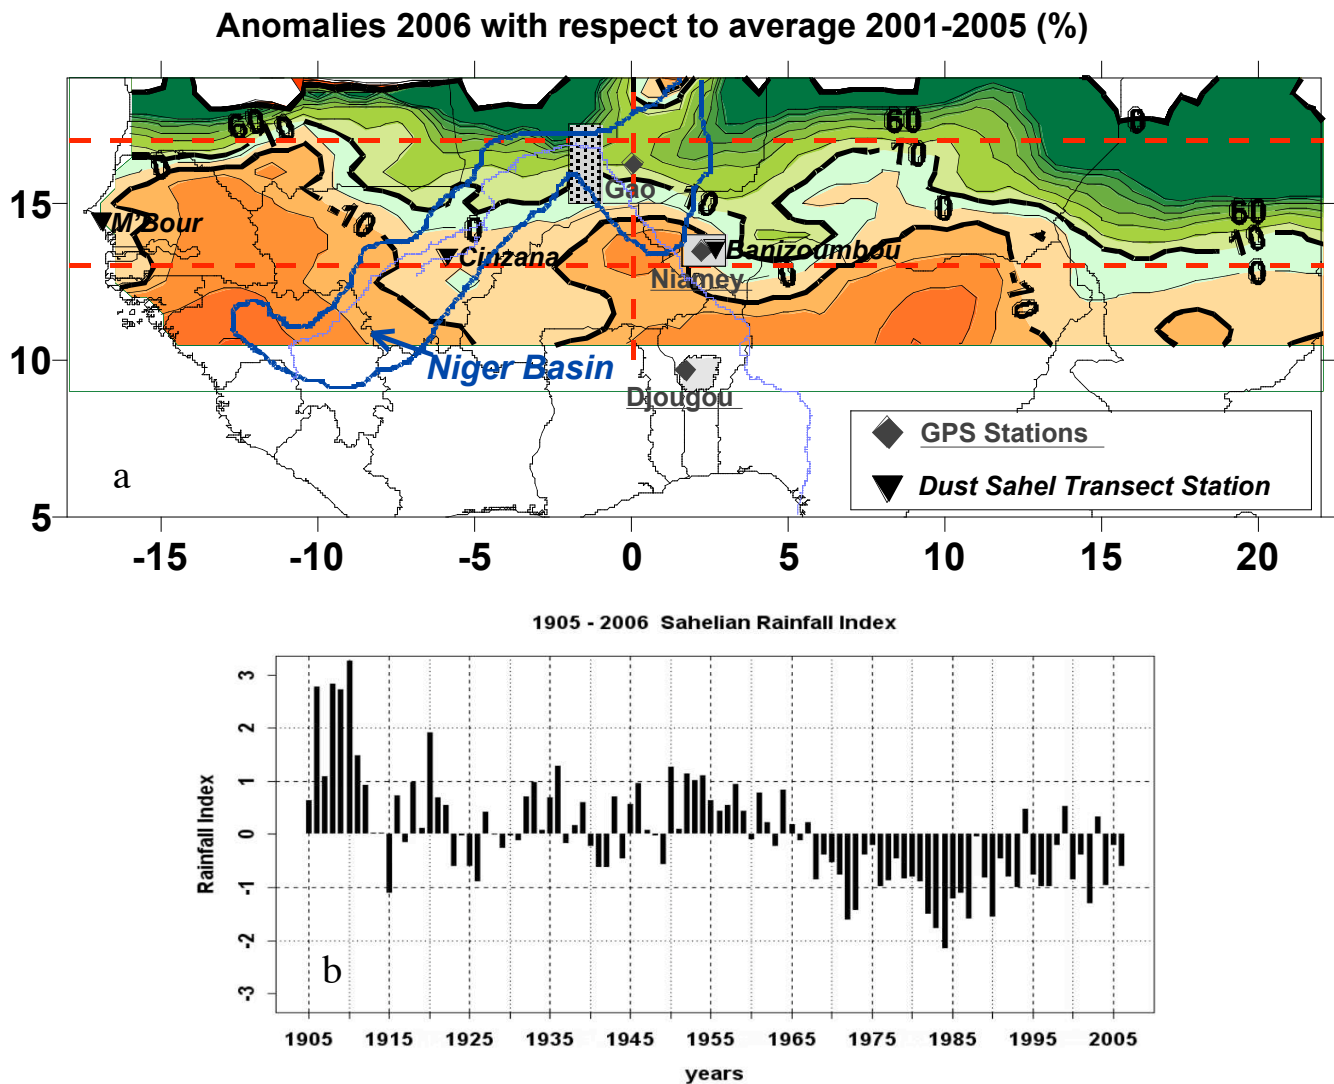 Anomalies 2006 with respect to average 2001-2005 (%)
60
0
60
0
10
0
Gao
10
0
60
15
M'Bour
-10
0
10
Cinzana
Banizoumbou
0
0
Niamey
-10
10
Niger Basin
Djougou
GPS Stations
a
Dust Sahel Transect Station
5
-15 -10 -5 0 5 10 15 20
1905 - 2006 Sahelian Rainfall Index
Rainfall Index
3
2
1
0
-1
-2
-3
b
1905 1915 1925 1935 1945 1955 1965 1975 1985 1995 2005
years